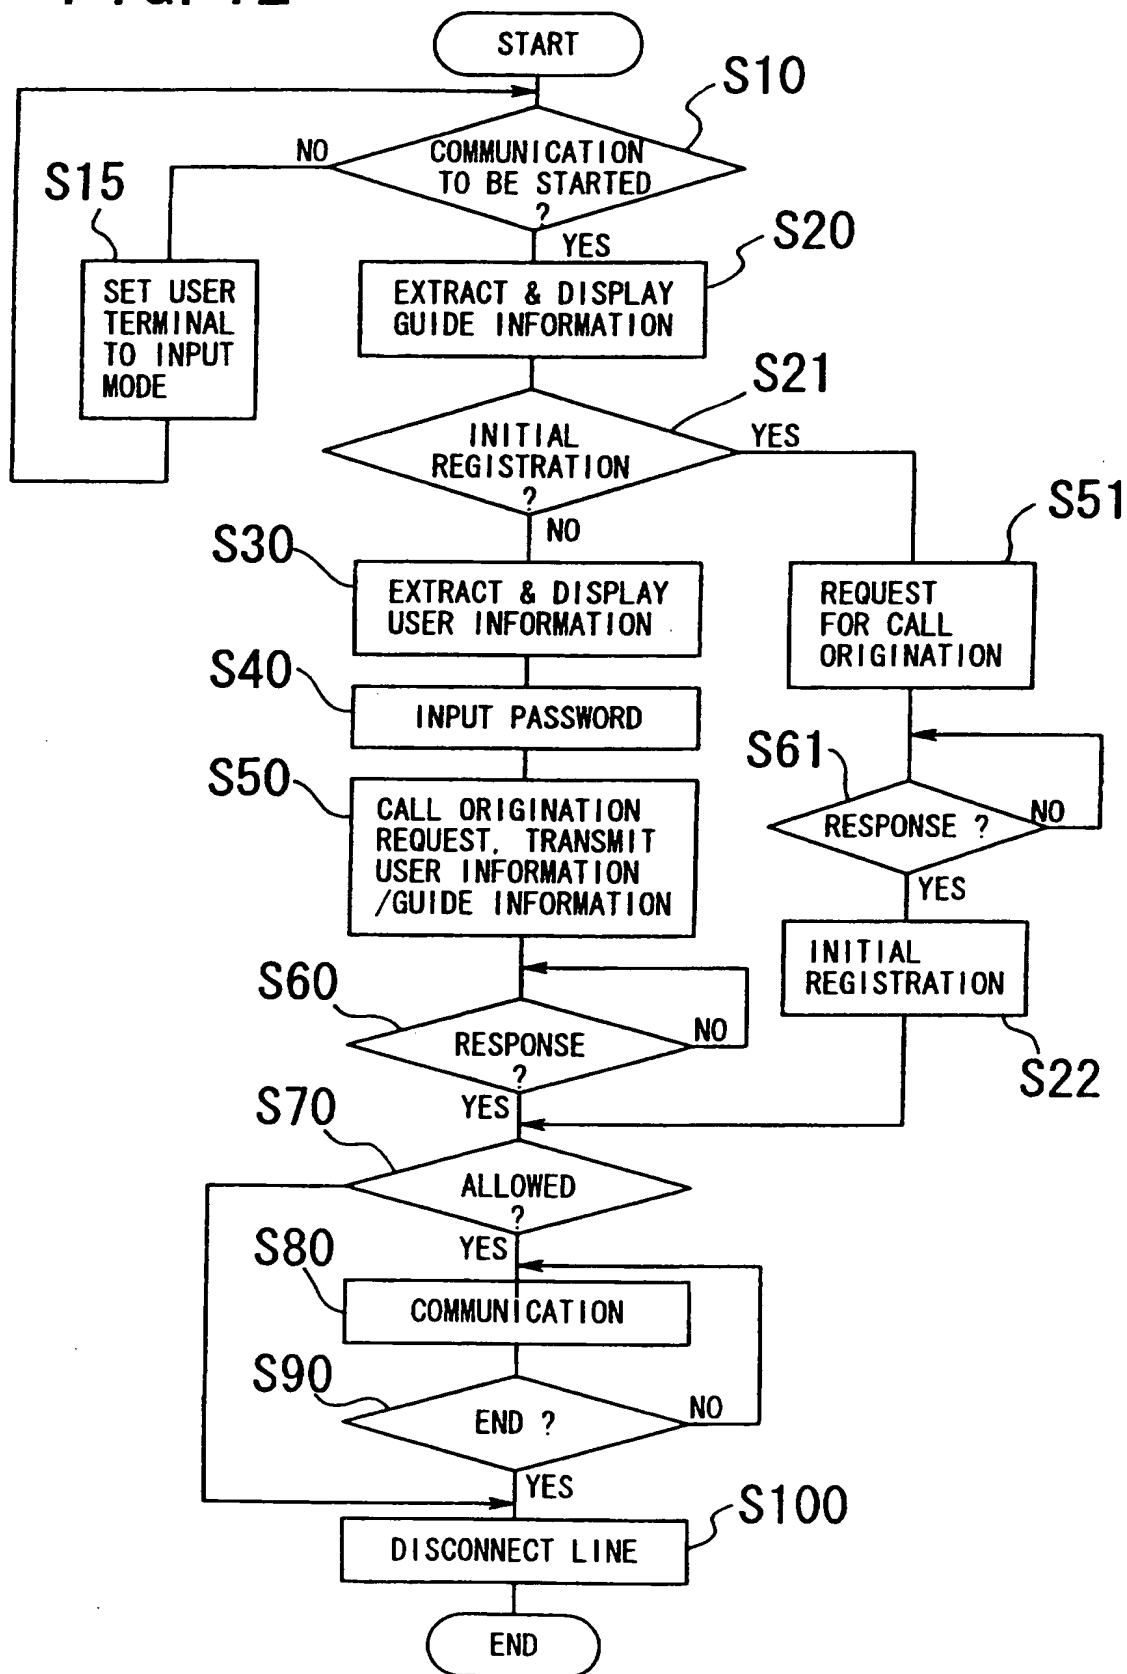 START
S10
COMMUNICATION
TO BE STARTED
?
NO
YES
S15
SET USER
TERMINAL
TO INPUT
MODE
S20
EXTRACT & DISPLAY
GUIDE INFORMATION
S21
INITIAL
REGISTRATION
?
YES
NO
S30
EXTRACT & DISPLAY
USER INFORMATION
S40
INPUT PASSWORD
S50
CALL ORIGINATION
REQUEST, TRANSMIT
USER INFORMATION
/GUIDE INFORMATION
S60
RESPONSE
?
NO
YES
S51
REQUEST
FOR CALL
ORIGINATION
S61
RESPONSE ?
NO
YES
INITIAL
REGISTRATION
S22
S70
ALLOWED
?
YES
S80
COMMUNICATION
S90
END ?
NO
YES
S100
DISCONNECT LINE
END